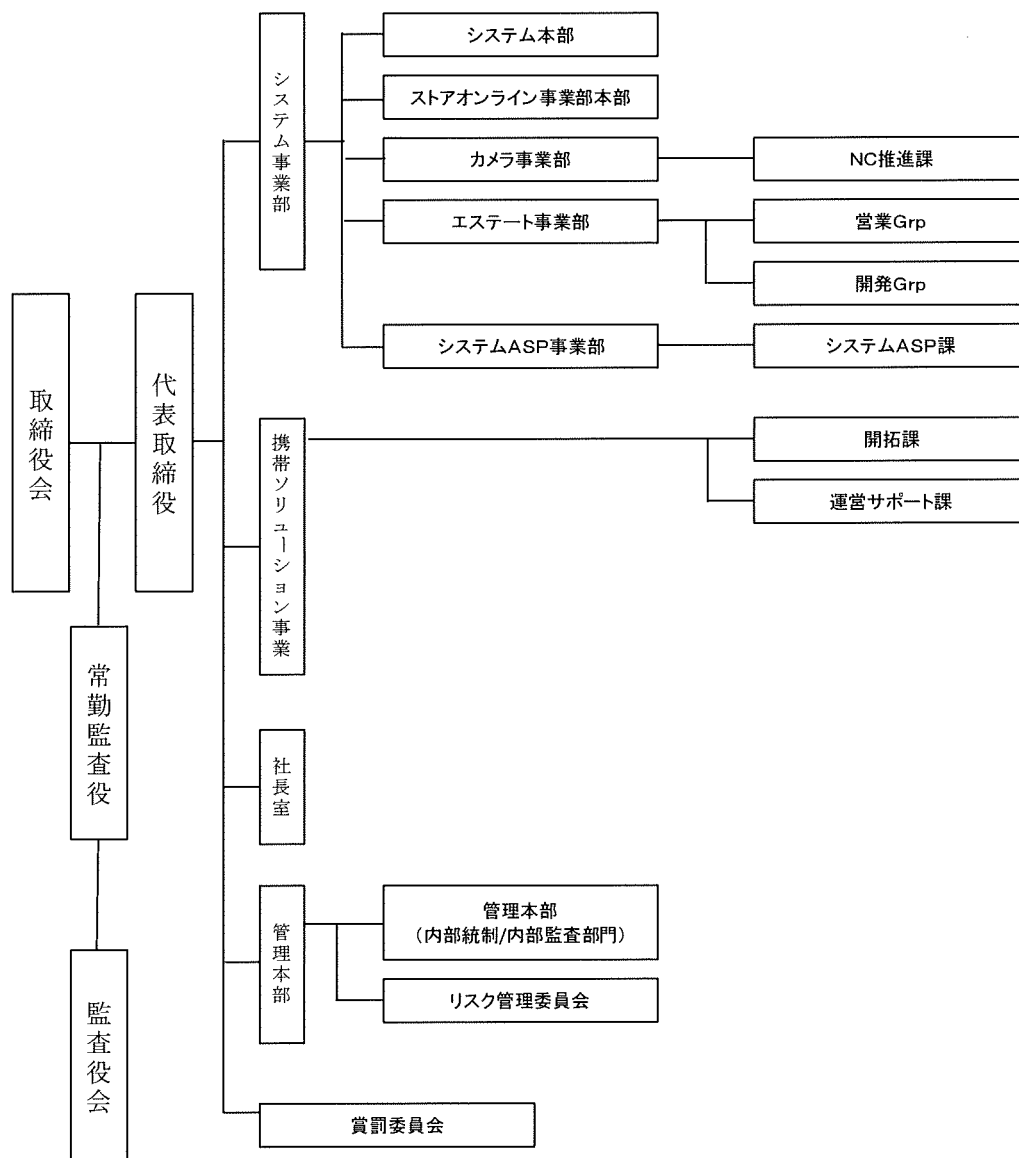 取締役会
代表取締役
常勤監査役
監査役会
システム事業部
システム本部
ストアオンライン事業部本部
カメラ事業部
NC推進課
エステート事業部
営業Grp
開発Grp
システムASP事業部
システムASP課
携帯ソリューション事業
開拓課
運営サポート課
社長室
管理本部
管理本部
（内部統制/内部監査部門）
リスク管理委員会
賞罰委員会